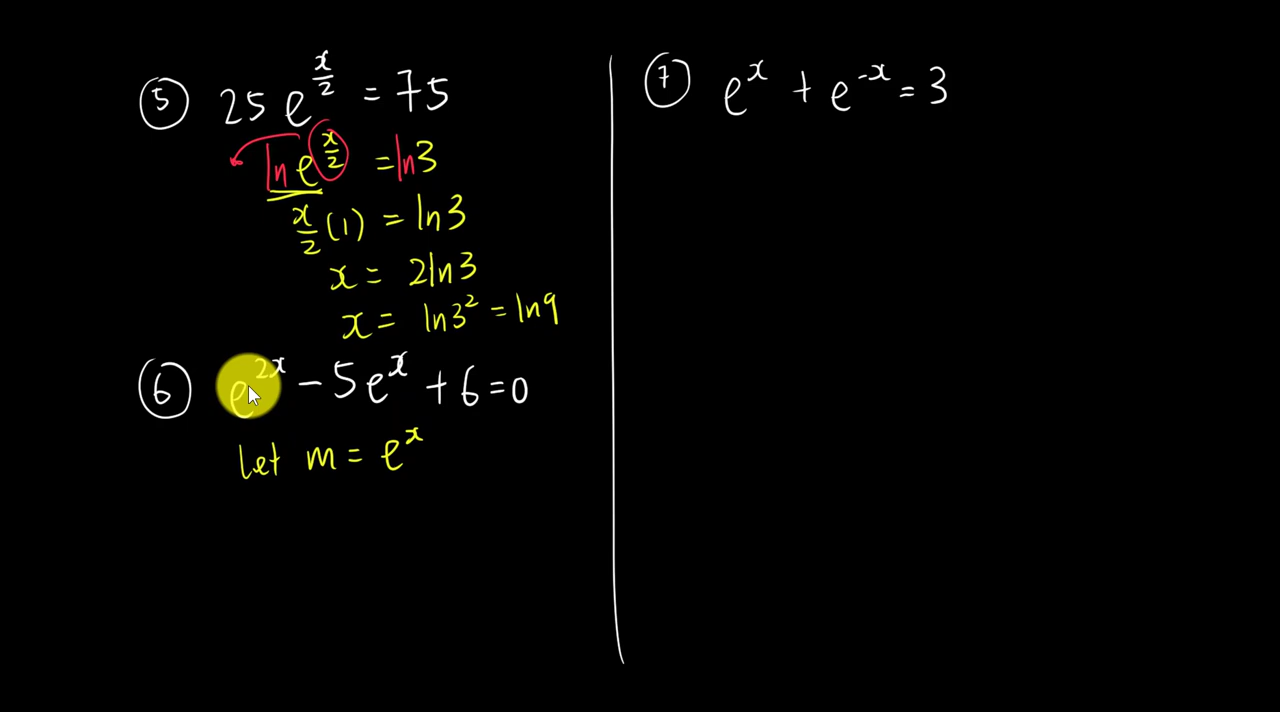 ⑤ 25e^{x/2} = 75
ln e^{x/2} = ln3
x/2 (1) = ln3
x = 2ln3
x = ln3² = ln9
⑥ e^{2x} - 5e^x + 6 = 0
let m = e^x
⑦ e^x + e^{-x} = 3